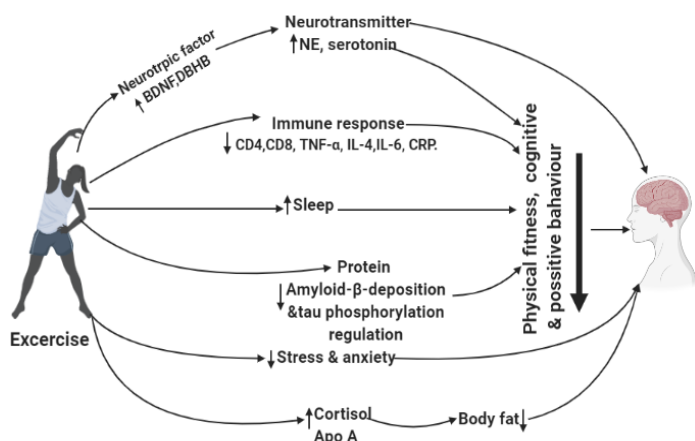 Neurotransmitter
↑NE, serotonin
Neurotrpic factor
↑ BDNF,DBHB
Immune response
↓ CD4,CD8, TNF-α, IL-4,IL-6, CRP.
↑Sleep
Protein
↓Amyloid-β-deposition
&tau phosphorylation
regulation
Excercise
↓Stress & anxiety
↑Cortisol
Apo A
Body fat↓
Physical fitness, cognitive
& possitive bahaviour